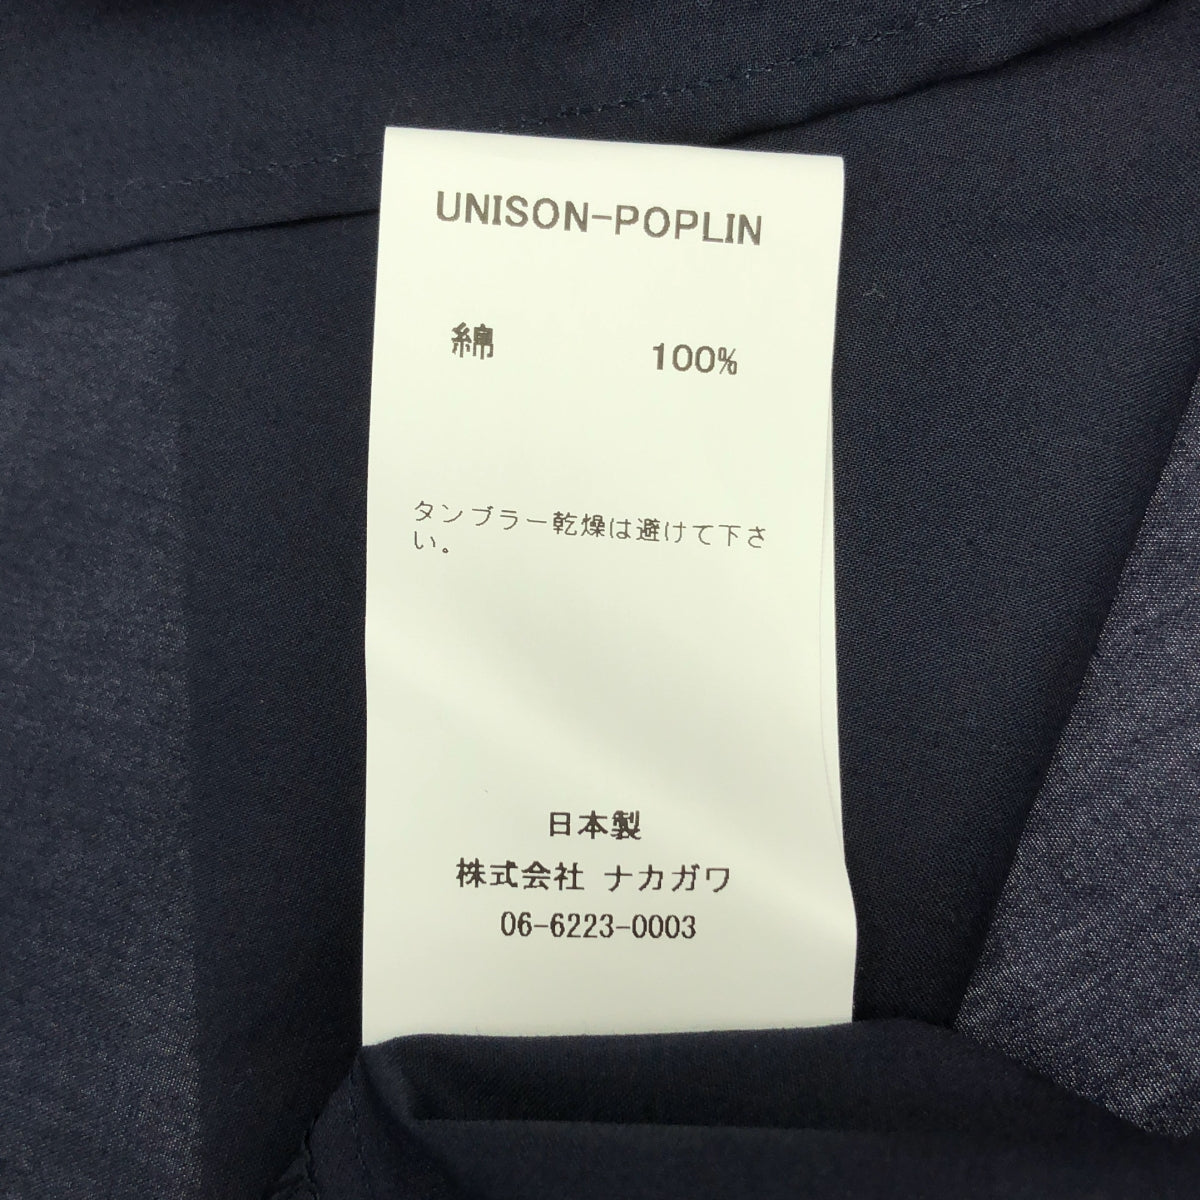 UNISON-POPLIN
綿 100%
タンブラー乾燥は避けて下さ
い。
日本製
株式会社 ナカガワ
06-6223-0003